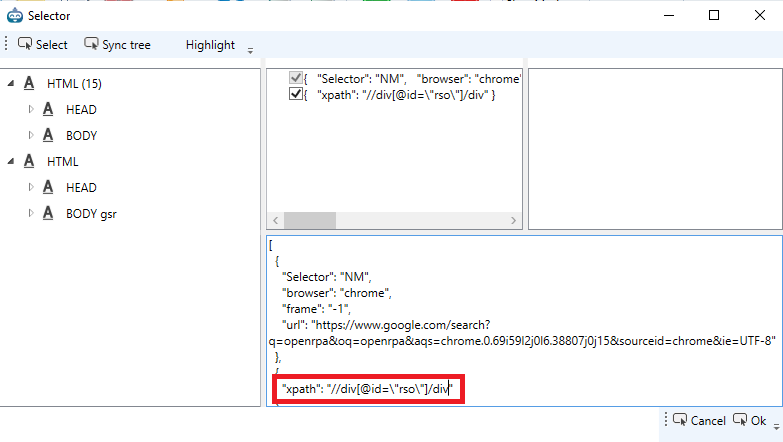 Selector
Select Sync tree Highlight
HTML (15)
HEAD
BODY
HTML
HEAD
BODY gsr
{ "Selector": "NM", "browser": "chrome"
{ "xpath": "//div[@id=\"rso\"]/div" }
[
{
"Selector": "NM",
"browser": "chrome",
"frame": "-1",
"url": "https://www.google.com/search?
q=openrpa&oq=openrpa&aqs=chrome.0.69i59l2j0l6.38807j0j15&sourceid=chrome&ie=UTF-8"
},
{
"xpath": "//div[@id=\"rso\"]/div"
Cancel Ok